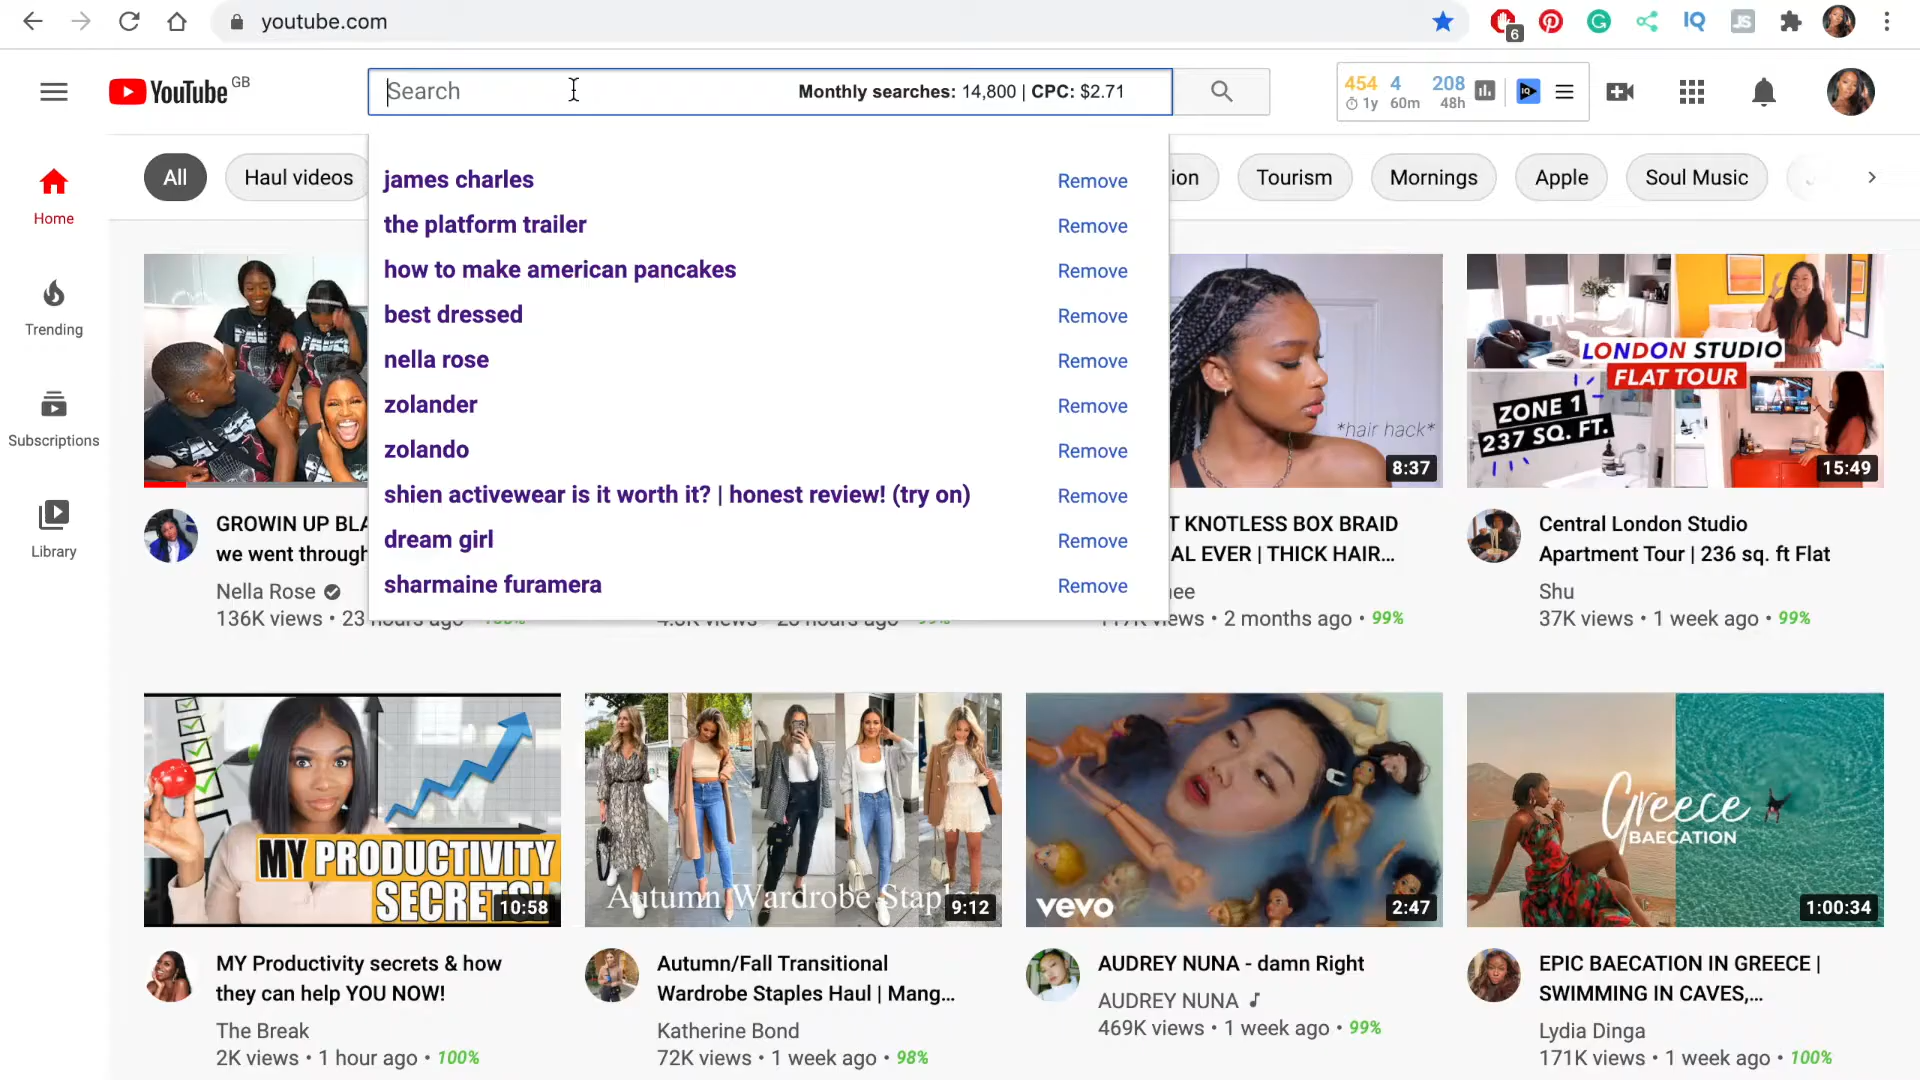 youtube.com
6
IQ
JS
YouTube GB
Search
Monthly searches: 14,800 | CPC: $2.71
454 4 208
1y 60m 48h
IQ
All
Haul videos
ion
Tourism
Mornings
Apple
Soul Music
Home
Trending
Subscriptions
Library
james charles Remove
the platform trailer Remove
how to make american pancakes Remove
best dressed Remove
nella rose Remove
zolander Remove
zolando Remove
shien activewear is it worth it? | honest review! (try on) Remove
dream girl Remove
sharmaine furamera Remove
*hair hack*
8:37
LONDON STUDIO
FLAT TOUR
ZONE 1
237 SQ. FT.
15:49
GROWIN UP BLA
we went through
Nella Rose
136K views • 23 hours ago 100%
T KNOTLESS BOX BRAID
AL EVER | THICK HAIR...
views • 2 months ago • 99%
Central London Studio
Apartment Tour | 236 sq. ft Flat
Shu
37K views • 1 week ago • 99%
MY PRODUCTIVITY
SECRETS!
10:58
Autumn Wardrobe Stap
9:12
vevo
2:47
Greece
BAECATION
1:00:34
MY Productivity secrets & how
they can help YOU NOW!
The Break
2K views • 1 hour ago • 100%
Autumn/Fall Transitional
Wardrobe Staples Haul | Mang...
Katherine Bond
72K views • 1 week ago • 98%
AUDREY NUNA - damn Right
AUDREY NUNA
469K views • 1 week ago • 99%
EPIC BAECATION IN GREECE |
SWIMMING IN CAVES,...
Lydia Dinga
171K views • 1 week ago • 100%